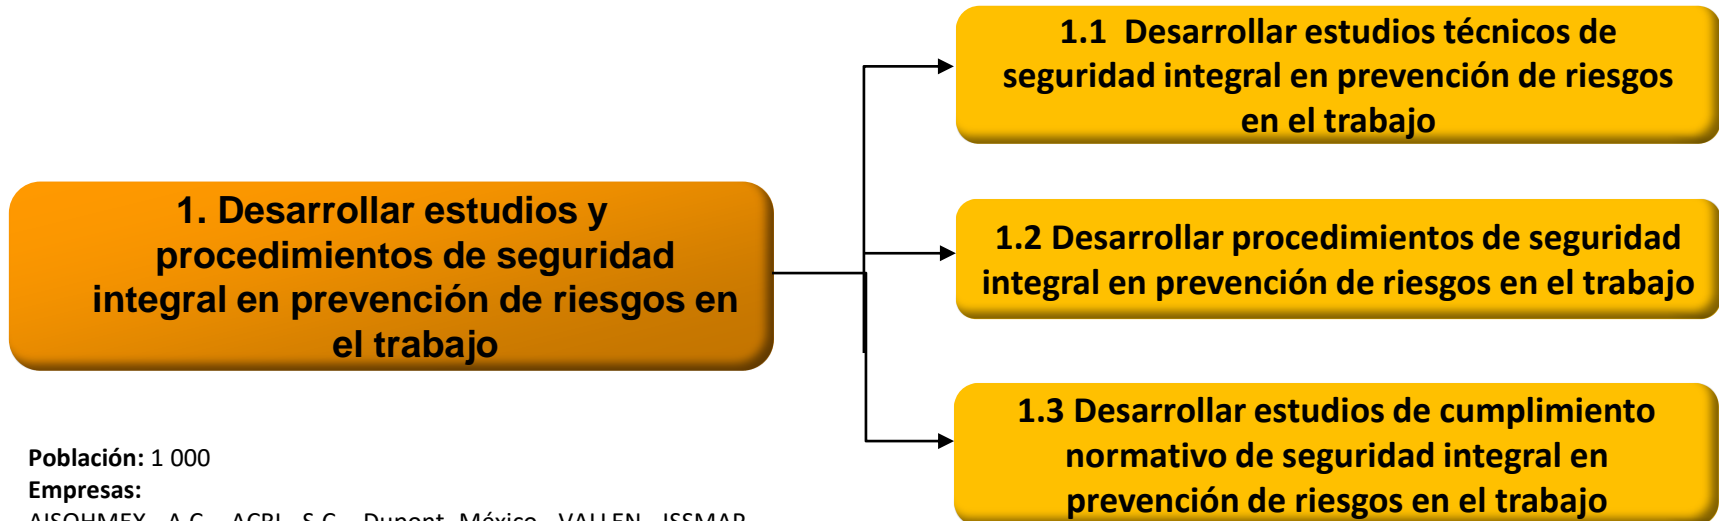 1. Desarrollar estudios y
procedimientos de seguridad
integral en prevención de riesgos en
el trabajo
1.1 Desarrollar estudios técnicos de
seguridad integral en prevención de riesgos
en el trabajo
1.2 Desarrollar procedimientos de seguridad
integral en prevención de riesgos en el trabajo
1.3 Desarrollar estudios de cumplimiento
normativo de seguridad integral en
prevención de riesgos en el trabajo
Población: 1 000
Empresas:
A.C., S.C., Dupont México, VALLEN,